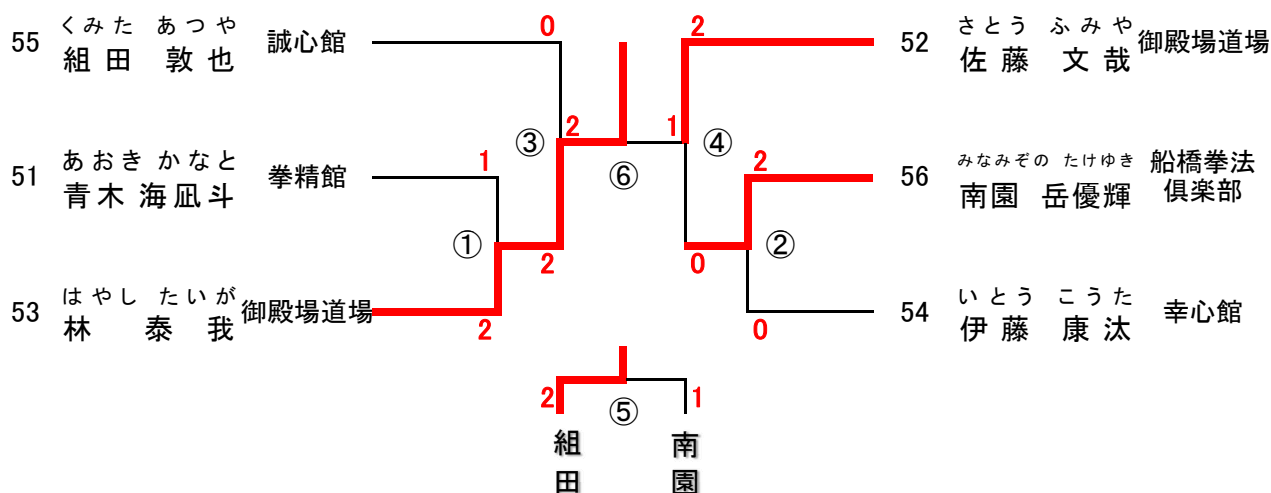 55 くみた あつや 組田 敦也 誠心館
0
2
52 さとう ふみや 佐藤 文哉 御殿場道場
③
2
1
④
51 あおき かなと 青木 海凪斗 拳精館
1
⑥
2
56 みなみぞの たけゆき 南園 岳優輝 船橋拳法
倶楽部
①
2
0
②
53 はやし たいが 林 泰我 御殿場道場
2
0
54 いとう こうた 伊藤 康汰 幸心館
2
⑤
1
組田
南園